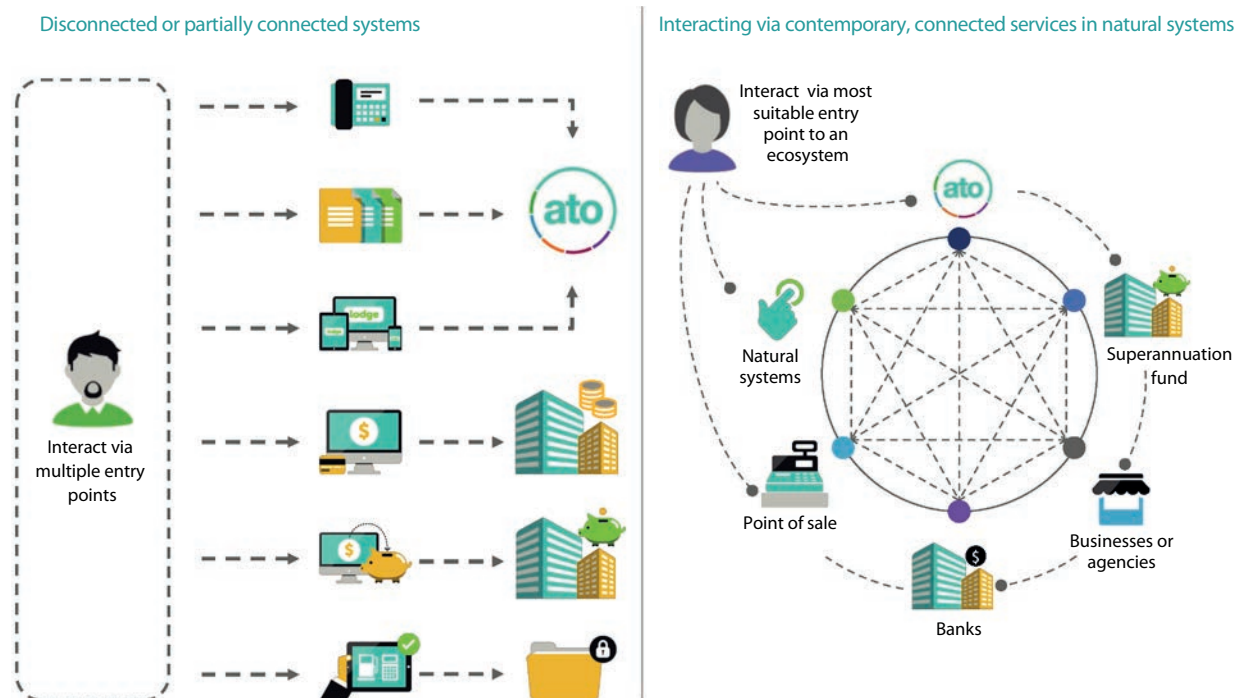 Disconnected or partially connected systems
ato
lodge
$
Interact via
multiple entry
points
$
Interacting via contemporary, connected services in natural systems
Interact via most
suitable entry
point to an
ecosystem
ato
Natural
systems
Superannuation
fund
Point of sale
Businesses or
agencies
$
Banks